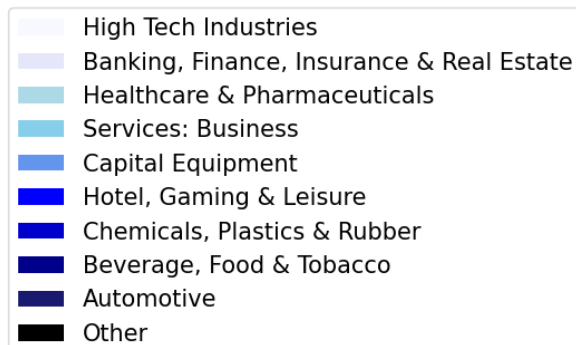 High Tech Industries
Banking, Finance, Insurance & Real Estate
Healthcare & Pharmaceuticals
Services: Business
Capital Equipment
Hotel, Gaming & Leisure
Chemicals, Plastics & Rubber
Beverage, Food & Tobacco
Automotive
Other